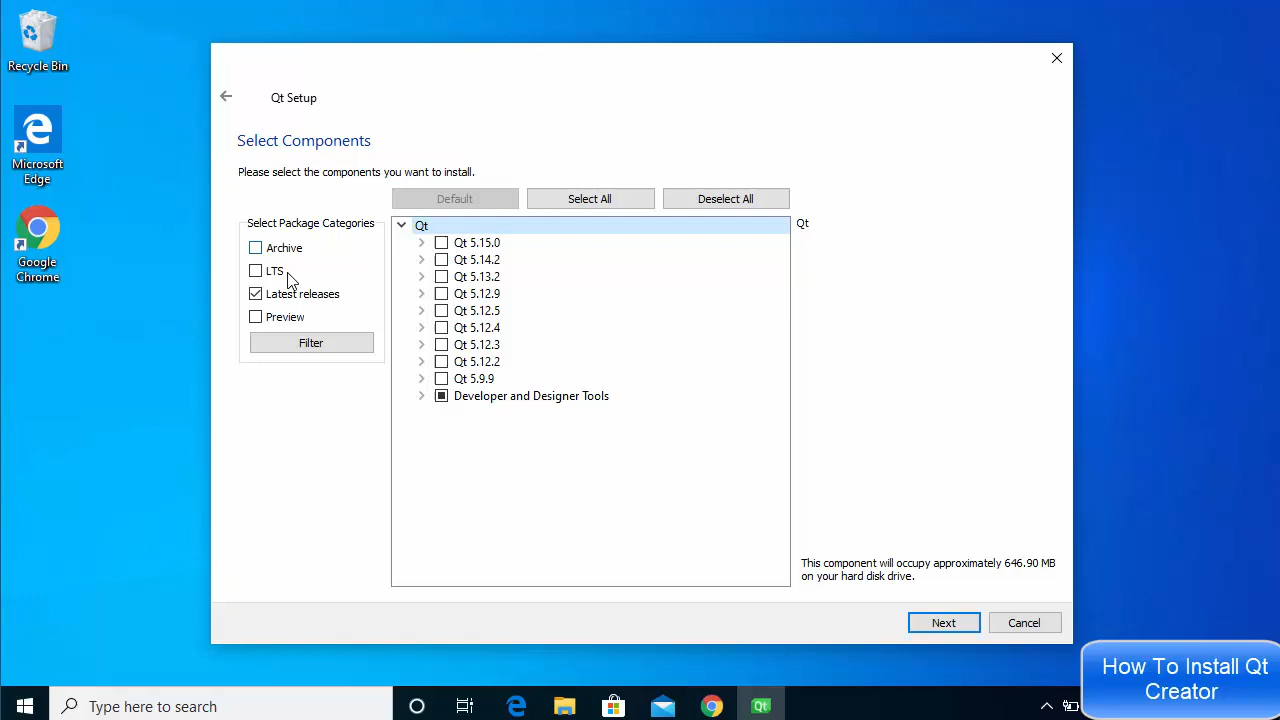 Recycle Bin
Microsoft
Edge
Google
Chrome
Qt Setup
Select Components
Please select the components you want to install.
Default
Select All
Deselect All
Select Package Categories
Archive
LTS
Latest releases
Preview
Filter
Qt
Qt 5.15.0
Qt 5.14.2
Qt 5.13.2
Qt 5.12.9
Qt 5.12.5
Qt 5.12.4
Qt 5.12.3
Qt 5.12.2
Qt 5.9.9
Developer and Designer Tools
Qt
This component will occupy approximately 646.90 MB
on your hard disk drive.
Next
Cancel
How To Install Qt
Creator
Type here to search
Qt